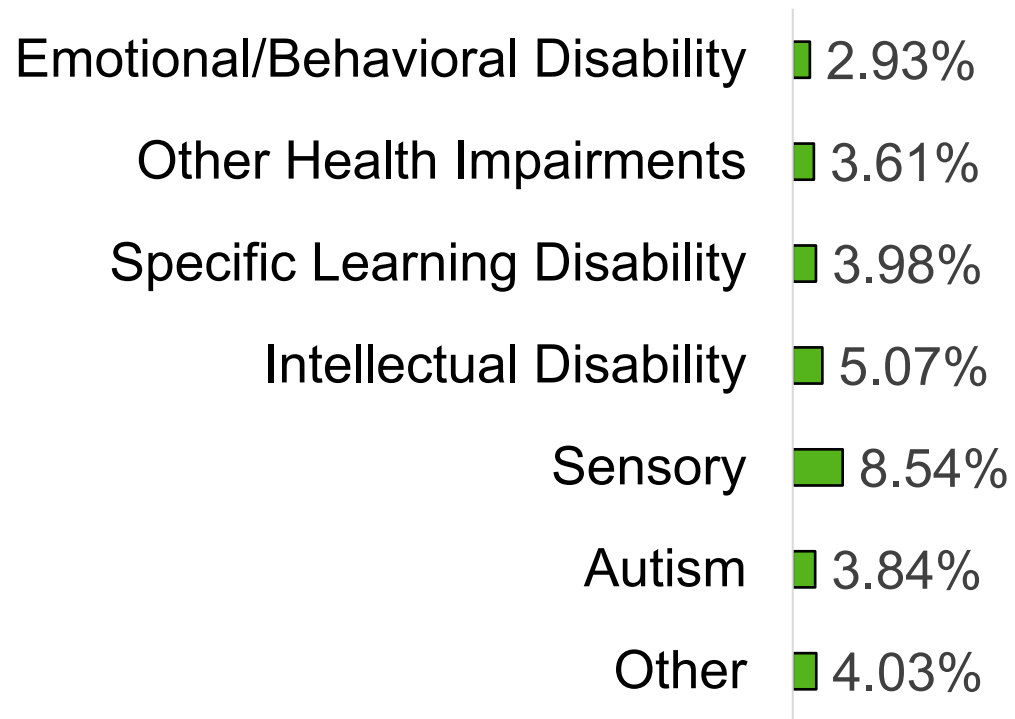 Emotional/Behavioral Disability 2.93%
Other Health Impairments 3.61%
Specific Learning Disability 3.98%
Intellectual Disability 5.07%
Sensory 8.54%
Autism 3.84%
Other 4.03%